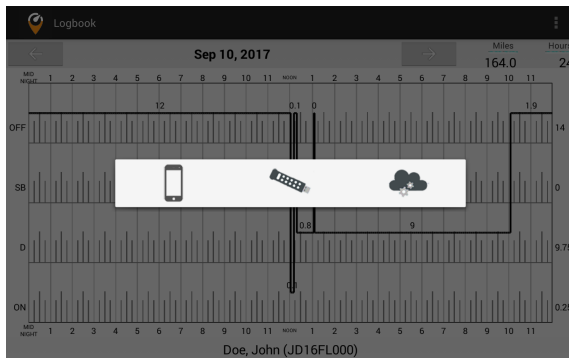 Logbook
← Sep 10, 2017 → Miles Hours
164.0 24
MID NIGHT 1 2 3 4 5 6 7 8 9 10 11 NOON 1 2 3 4 5 6 7 8 9 10 11
12 0.1 0 1.9
OFF 14
SB 0
0.8 9
D 9.75
0.1
ON 0.25
MID NIGHT 1 2 3 4 5 6 7 8 9 10 11 NOON 1 2 3 4 5 6 7 8 9 10 11
Doe, John (JD16FL000)